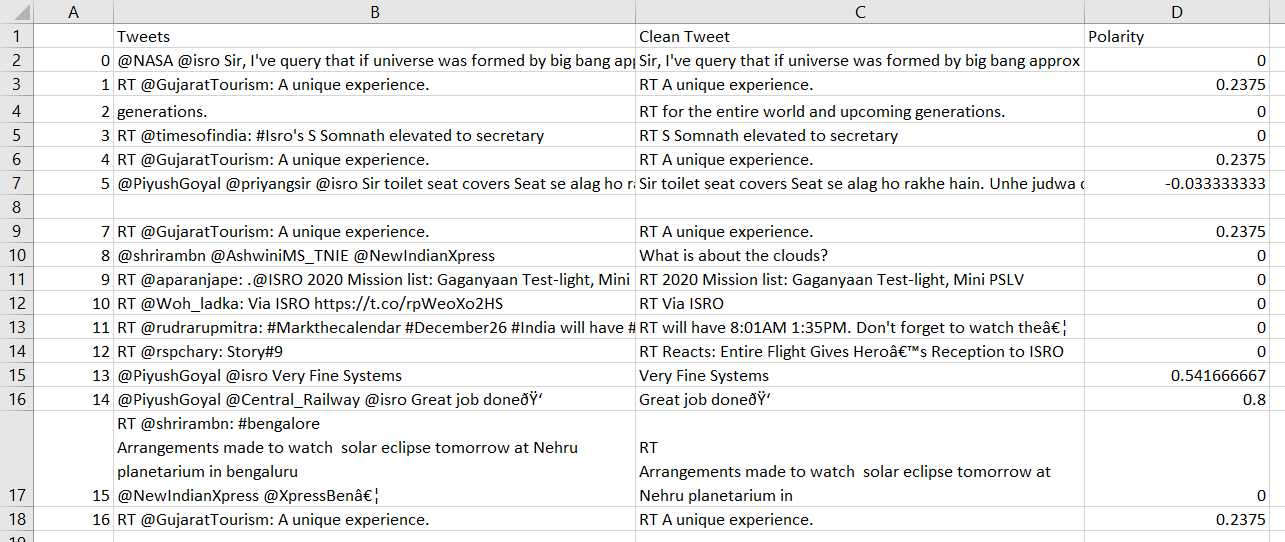 A B C D
1 Tweets Clean Tweet Polarity
2 0 @NASA @isro Sir, I've query that if universe was formed by big bang app Sir, I've query that if universe was formed by big bang approx 0
3 1 RT @GujaratTourism: A unique experience. RT A unique experience. 0.2375
4 2 generations. RT for the entire world and upcoming generations. 0
5 3 RT @timesofindia: #Isro's S Somnath elevated to secretary RT S Somnath elevated to secretary 0
6 4 RT @GujaratTourism: A unique experience. RT A unique experience. 0.2375
7 5 @PiyushGoyal @priyangsir @isro Sir toilet seat covers Seat se alag ho ra Sir toilet seat covers Seat se alag ho rakhe hain. Unhe judwa d -0.033333333
8
9 7 RT @GujaratTourism: A unique experience. RT A unique experience. 0.2375
10 8 @shrirambn @AshwiniMS_TNIE @NewIndianXpress What is about the clouds? 0
11 9 RT @aparanjape: .@ISRO 2020 Mission list: Gaganyaan Test-light, Mini RT 2020 Mission list: Gaganyaan Test-light, Mini PSLV 0
12 10 RT @Woh_ladka: Via ISRO https://t.co/rpWeoXo2HS RT Via ISRO 0
13 11 RT @rudrarupmitra: #Markthecalendar #December26 #India will have # RT will have 8:01AM 1:35PM. Don't forget to watch theâ€¦ 0
14 12 RT @rspchary: Story#9 RT Reacts: Entire Flight Gives Heroâ€™s Reception to ISRO 0
15 13 @PiyushGoyal @isro Very Fine Systems Very Fine Systems 0.541666667
16 14 @PiyushGoyal @Central_Railway @isro Great job doneðŸ‘ Great job doneðŸ‘ 0.8
RT @shrirambn: #bengalore
Arrangements made to watch solar eclipse tomorrow at Nehru RT
planetarium in bengaluru Arrangements made to watch solar eclipse tomorrow at
17 15 @NewIndianXpress @XpressBenâ€¦ Nehru planetarium in 0
18 16 RT @GujaratTourism: A unique experience. RT A unique experience. 0.2375